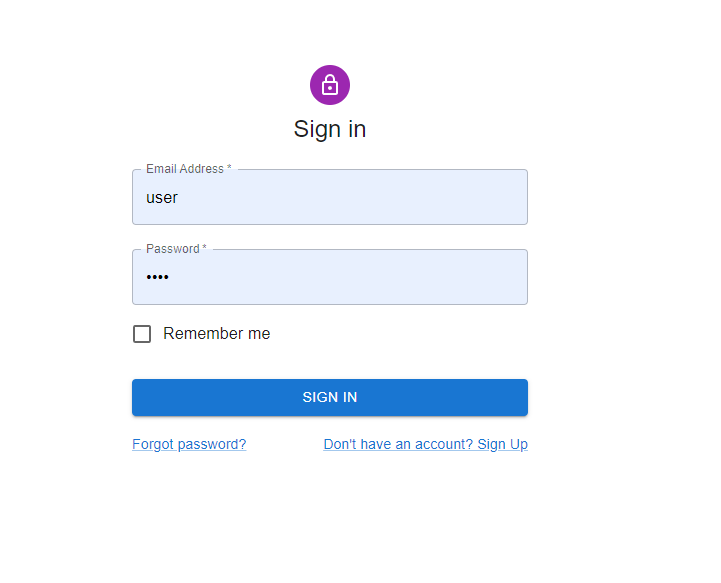 Sign in
Email Address *
user
Password *
••••
Remember me
SIGN IN
Forgot password? Don't have an account? Sign Up